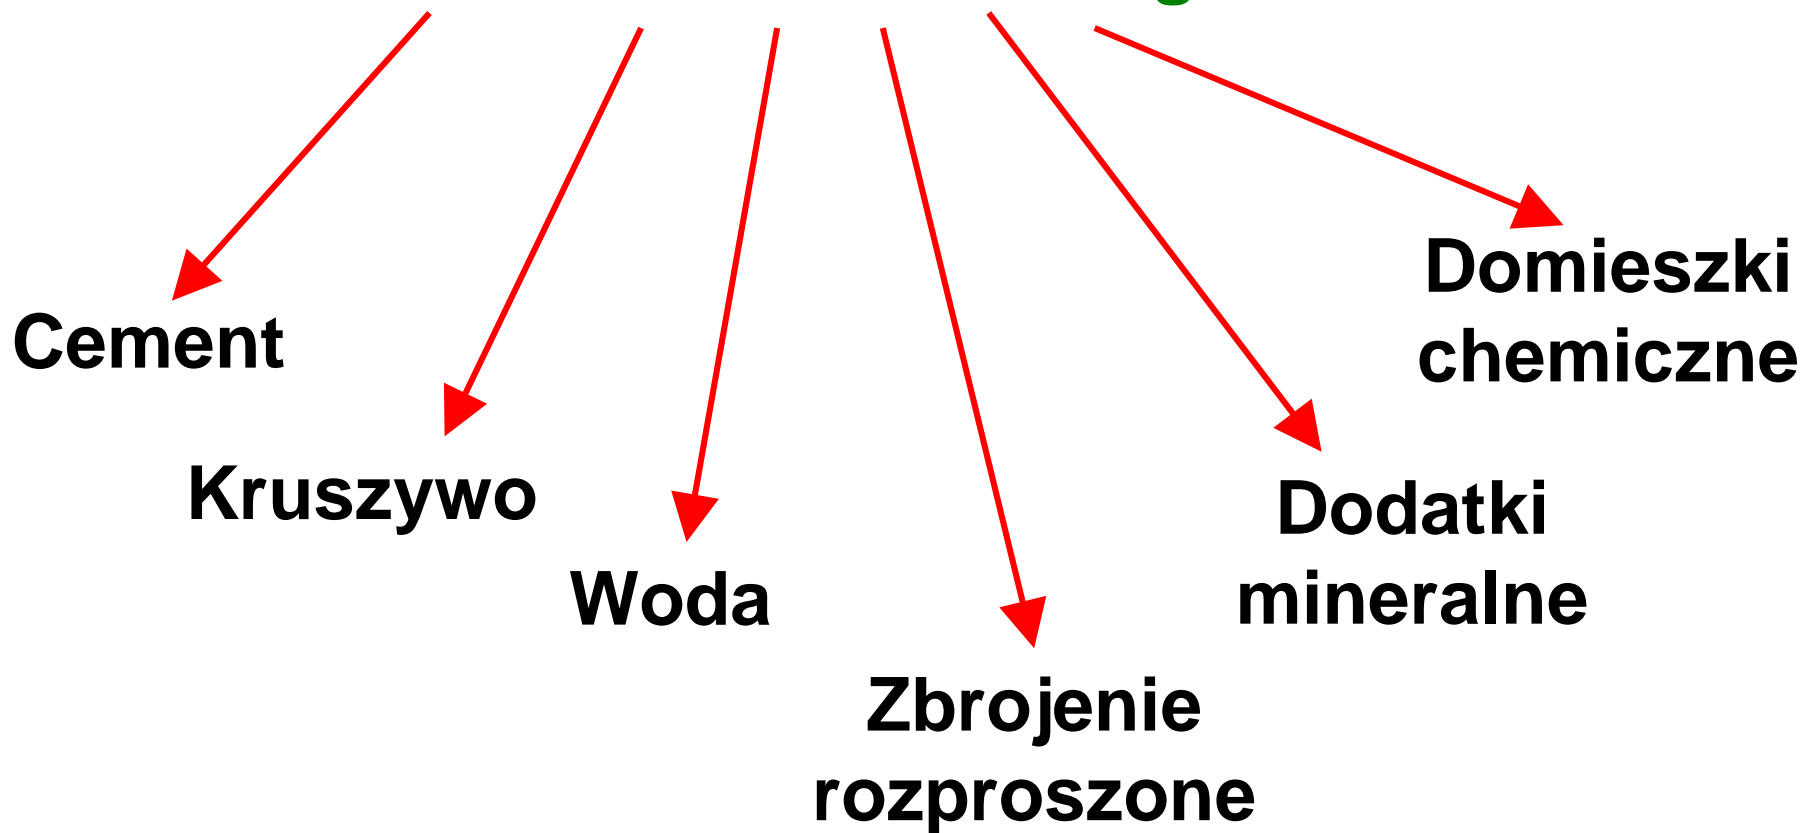 Cement
Kruszywo
Woda
Zbrojenie
rozproszone
Dodatki
mineralne
Domieszki
chemiczne